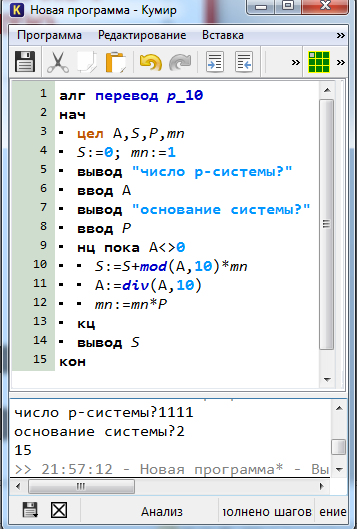 Новая программа - Кумир
Программа Редактирование Вставка »
» »
1 алг перевод p_10
2 нач
3 ▪ цел A,S,P,mn
4 ▪ S:=0; mn:=1
5 ▪ вывод "число р-системы?"
6 ▪ ввод A
7 ▪ вывод "основание системы?"
8 ▪ ввод P
9 ▪ нц пока A<>0
10 ▪ ▪ S:=S+mod(A,10)*mn
11 ▪ ▪ A:=div(A,10)
12 ▪ ▪ mn:=mn*P
13 ▪ кц
14 ▪ вывод S
15 кон
число р-системы?1111
основание системы?2
15
>> 21:57:12 - Новая программа* - Вы
Анализ олнено шагов ение